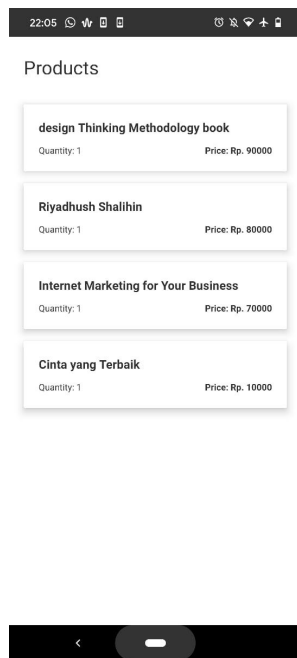 22:05
Products
design Thinking Methodology book
Quantity: 1 Price: Rp. 90000
Riyadhush Shalihin
Quantity: 1 Price: Rp. 80000
Internet Marketing for Your Business
Quantity: 1 Price: Rp. 70000
Cinta yang Terbaik
Quantity: 1 Price: Rp. 10000